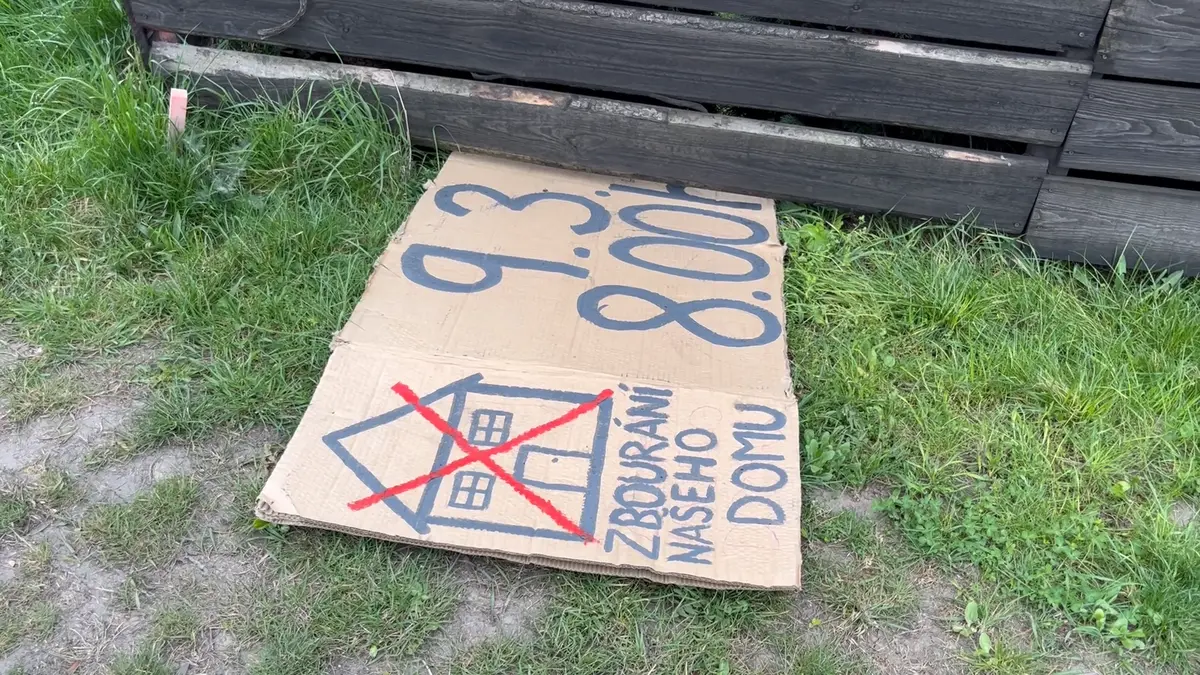 ZBOURÁNÍ
NAŠEHO
DOMU
9.3.
8.00H